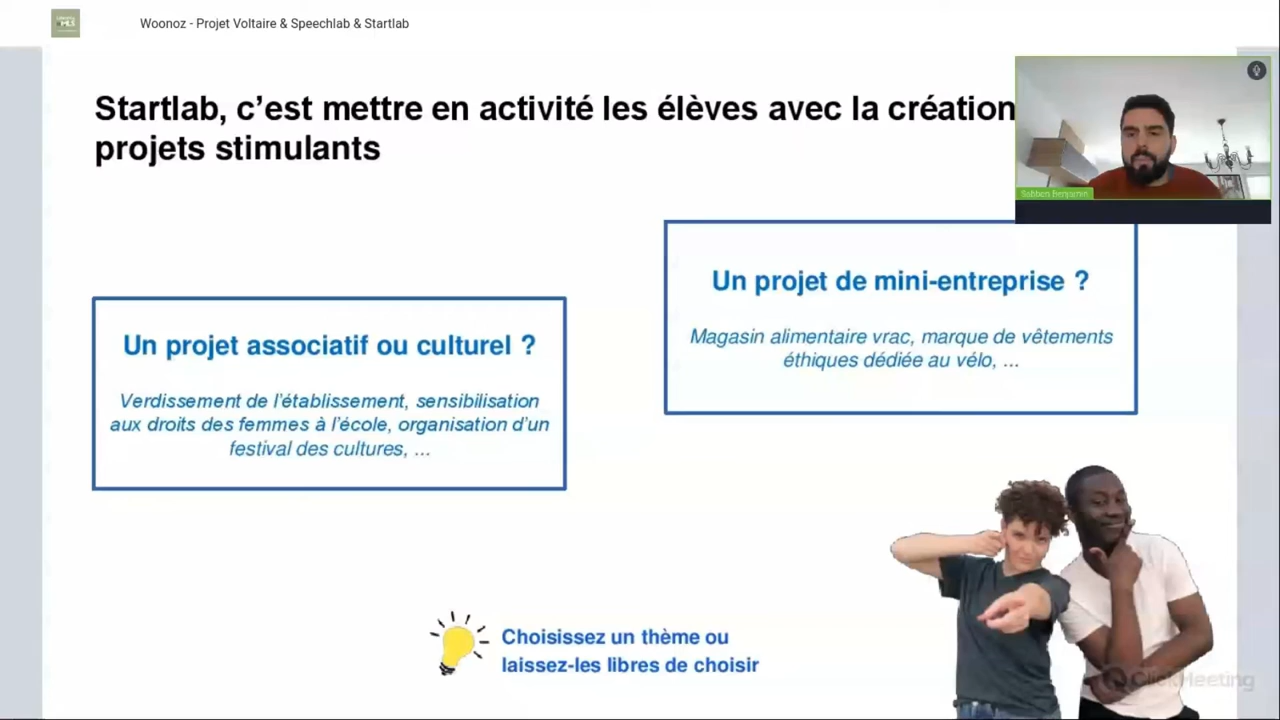 Woonoz - Projet Voltaire & Speechlab & Startlab
Startlab, c’est mettre en activité les élèves avec la création
projets stimulants
Sabben Benjamin
Un projet de mini-entreprise ?
Magasin alimentaire vrac, marque de vêtements
éthiques dédiée au vélo, ...
Un projet associatif ou culturel ?
Verdissement de l’établissement, sensibilisation
aux droits des femmes à l’école, organisation d’un
festival des cultures, ...
Choisissez un thème ou
laissez-les libres de choisir
ClickMeeting